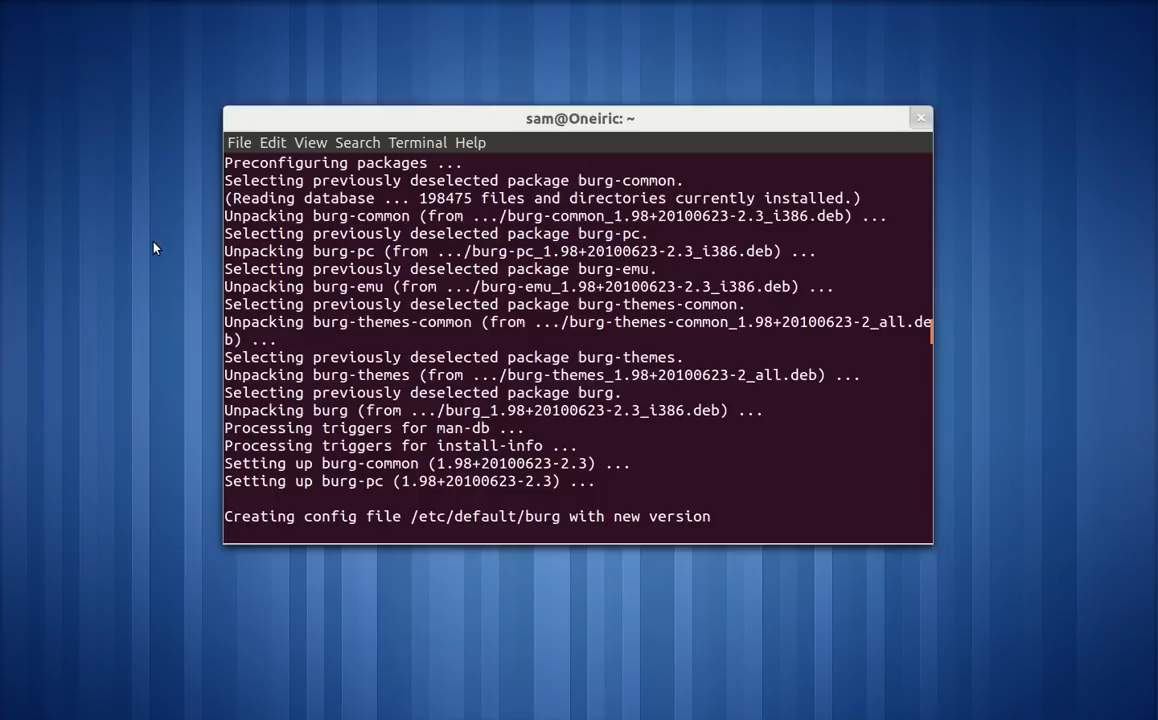 sam@Oneiric: ~
File Edit View Search Terminal Help
Preconfiguring packages ...
Selecting previously deselected package burg-common.
(Reading database ... 198475 files and directories currently installed.)
Unpacking burg-common (from .../burg-common_1.98+20100623-2.3_i386.deb) ...
Selecting previously deselected package burg-pc.
Unpacking burg-pc (from .../burg-pc_1.98+20100623-2.3_i386.deb) ...
Selecting previously deselected package burg-emu.
Unpacking burg-emu (from .../burg-emu_1.98+20100623-2.3_i386.deb) ...
Selecting previously deselected package burg-themes-common.
Unpacking burg-themes-common (from .../burg-themes-common_1.98+20100623-2_all.de
b) ...
Selecting previously deselected package burg-themes.
Unpacking burg-themes (from .../burg-themes_1.98+20100623-2_all.deb) ...
Selecting previously deselected package burg.
Unpacking burg (from .../burg_1.98+20100623-2.3_i386.deb) ...
Processing triggers for man-db ...
Processing triggers for install-info ...
Setting up burg-common (1.98+20100623-2.3) ...
Setting up burg-pc (1.98+20100623-2.3) ...
Creating config file /etc/default/burg with new version